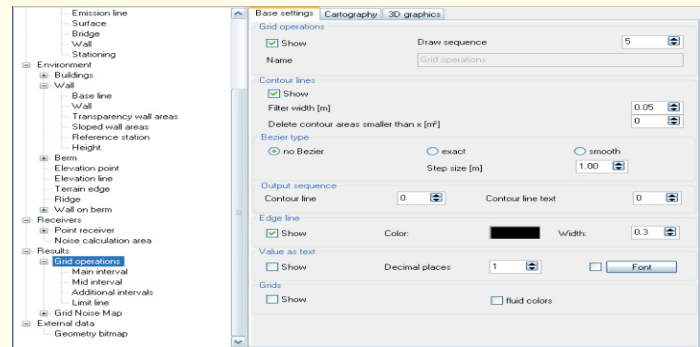 Emission line
Surface
Bridge
Wall
Stationing
Environment
Buildings
Wall
Base line
Wall
Transparency wall areas
Sloped wall areas
Reference station
Height
Berm
Elevation point
Elevation line
Terrain edge
Ridge
Wall on berm
Receivers
Point receiver
Noise calculation area
Results
Grid operations
Main interval
Mid interval
Additional intervals
Limit line
Grid Noise Map
External data
Geometry bitmap
Base settings Cartography 3D graphics
Grid operations
Show Draw sequence 5
Name Grid operations
Contour lines
Show
Filter width [m] 0.05
Delete contour areas smaller than x [m²] 0
Bezier type
no Bezier exact smooth
Step size [m] 1.00
Output sequence
Contour line 0 Contour line text 0
Edge line
Show Color: Width: 0.3
Value as text
Show Decimal places 1 Font
Grids
Show fluid colors